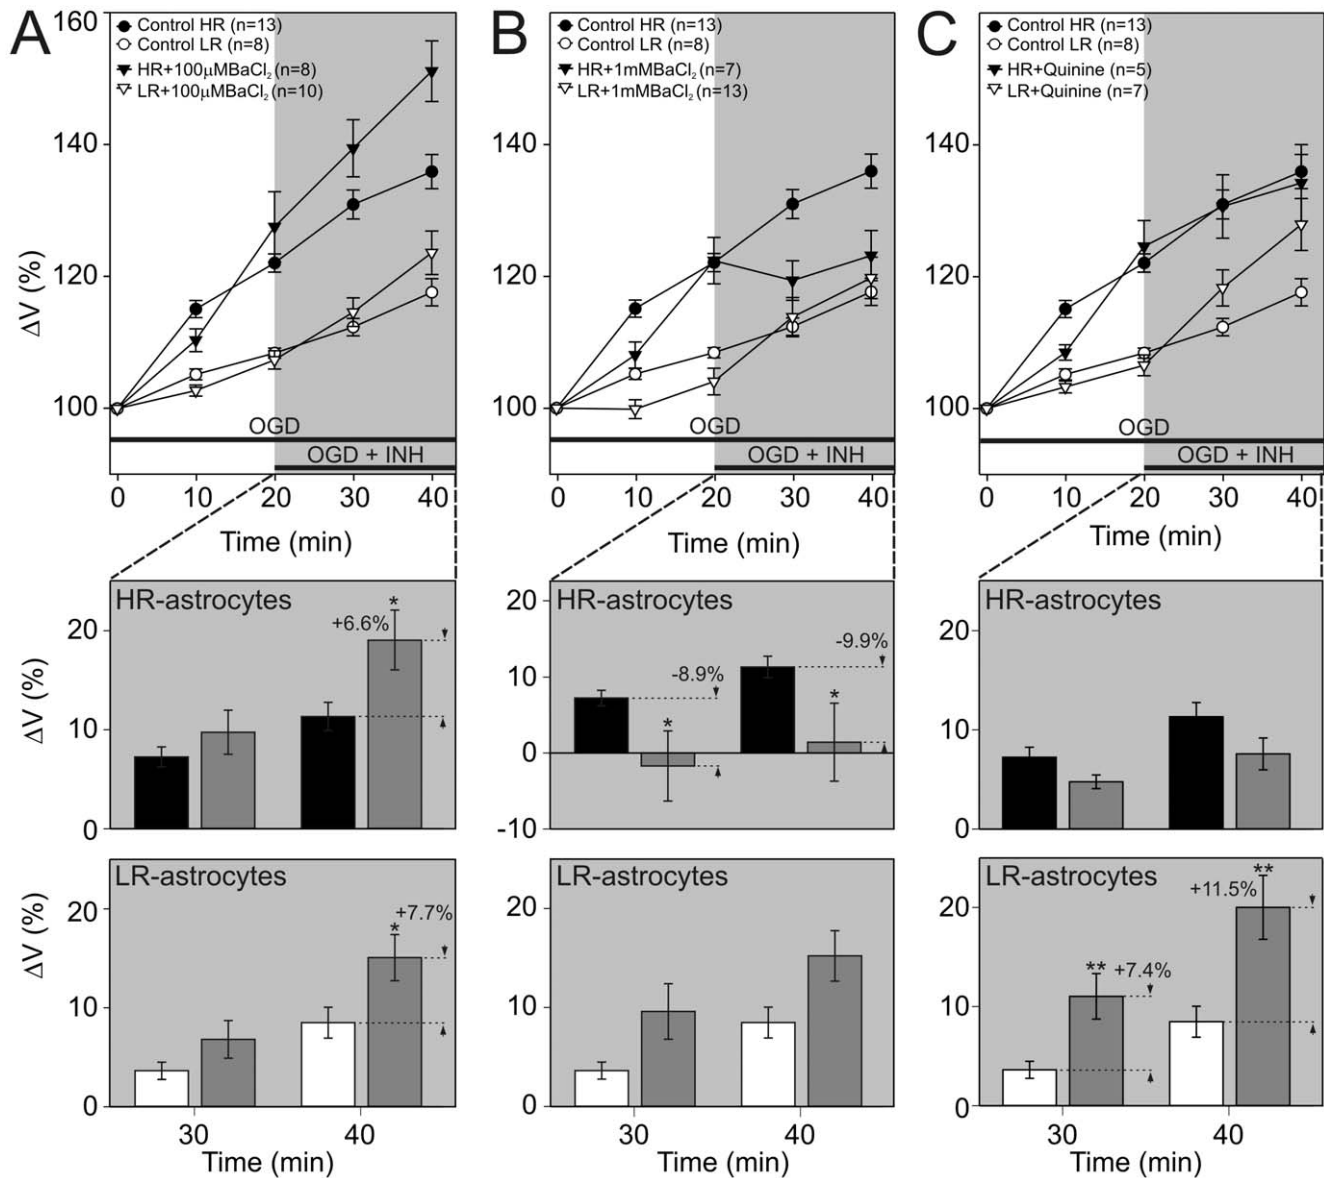 A
B
C
Control HR (n=13)
Control LR (n=8)
HR+100μMBaCl₂ (n=8)
LR+100μMBaCl₂ (n=10)
Control HR (n=13)
Control LR (n=8)
HR+1mMBaCl₂ (n=7)
LR+1mMBaCl₂ (n=13)
Control HR (n=13)
Control LR (n=8)
HR+Quinine (n=5)
LR+Quinine (n=7)
160
140
120
100
ΔV (%)
OGD
OGD + INH
0 10 20 30 40
Time (min)
140
120
100
OGD
OGD + INH
0 10 20 30 40
Time (min)
140
120
100
OGD
OGD + INH
0 10 20 30 40
Time (min)
HR-astrocytes
+6.6%
*
20
10
0
ΔV (%)
HR-astrocytes
-8.9%
-9.9%
*
*
20
10
0
-10
HR-astrocytes
20
10
0
LR-astrocytes
+7.7%
*
20
10
0
ΔV (%)
30 40
Time (min)
LR-astrocytes
20
10
0
30 40
Time (min)
LR-astrocytes
**
+11.5%
**
+7.4%
20
10
0
30 40
Time (min)